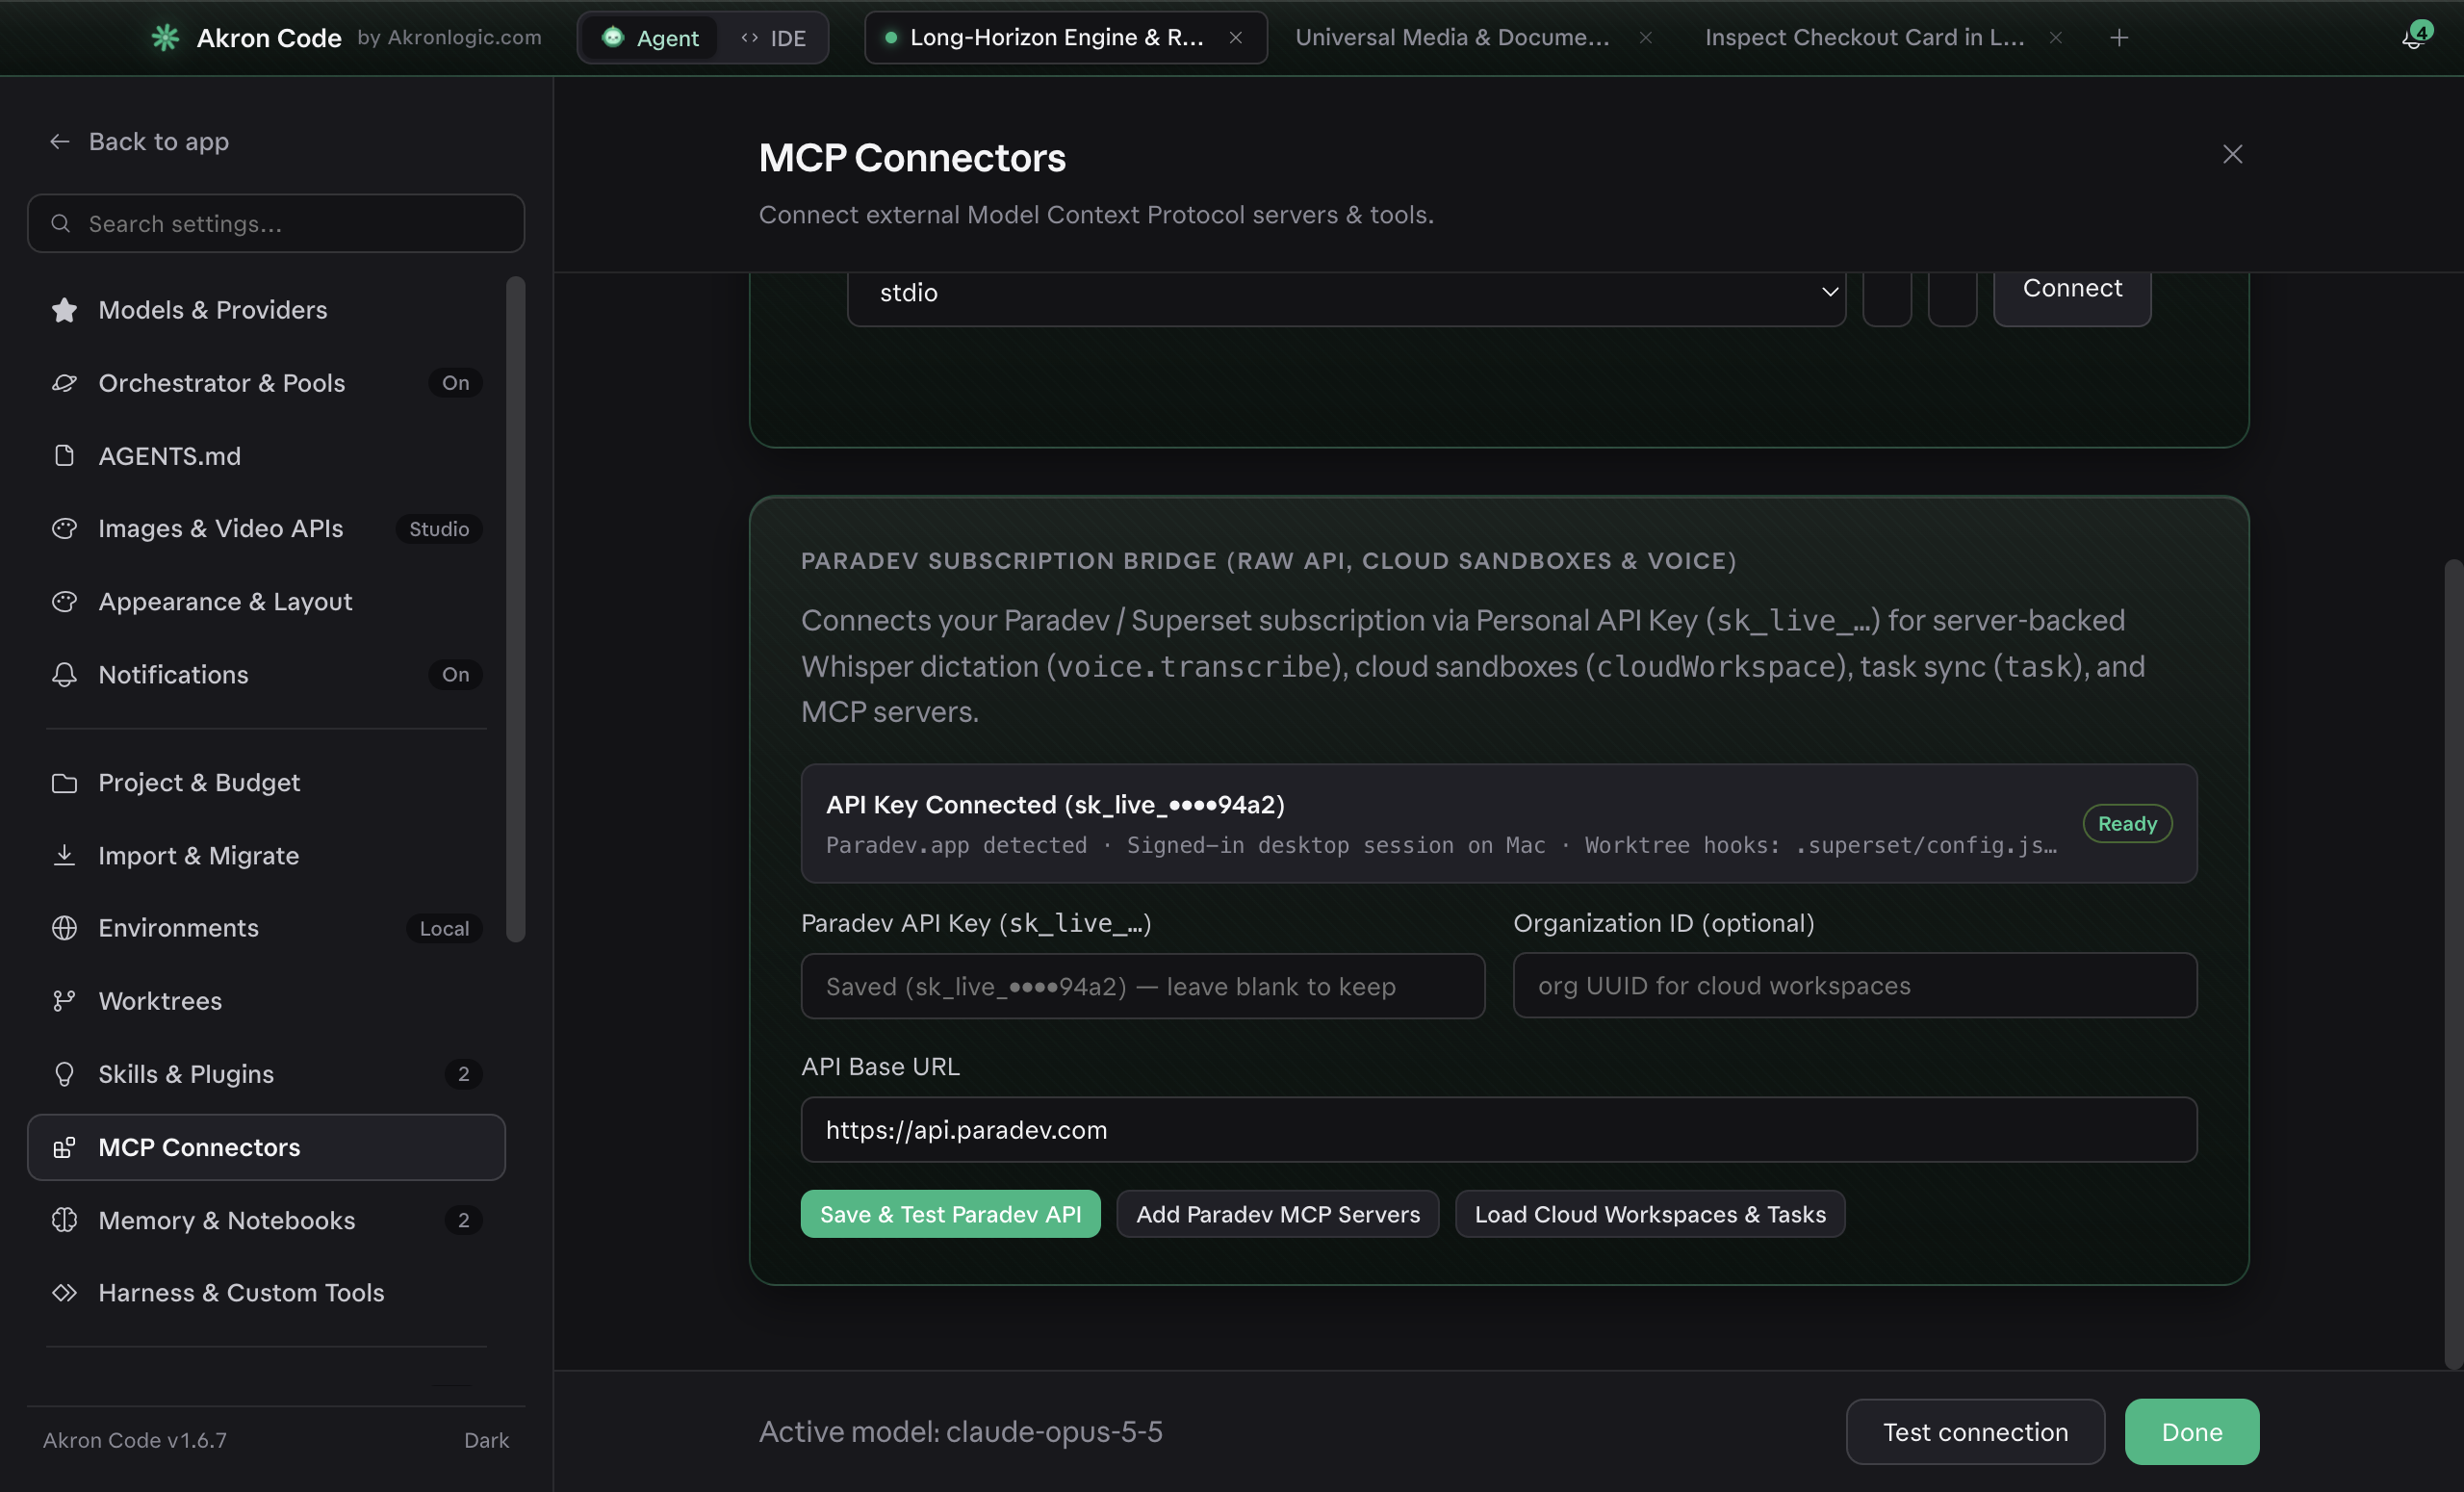 Akron Code by Akronlogic.com
Agent
IDE
Long-Horizon Engine & R...
Universal Media & Docume...
Inspect Checkout Card in L...
4
Back to app
Search settings...
Models & Providers
Orchestrator & Pools On
AGENTS.md
Images & Video APIs Studio
Appearance & Layout
Notifications On
Project & Budget
Import & Migrate
Environments Local
Worktrees
Skills & Plugins 2
MCP Connectors
Memory & Notebooks 2
Harness & Custom Tools
Akron Code v1.6.7 Dark
MCP Connectors
Connect external Model Context Protocol servers & tools.
stdio
Connect
PARADEV SUBSCRIPTION BRIDGE (RAW API, CLOUD SANDBOXES & VOICE)
Connects your Paradev / Superset subscription via Personal API Key (sk_live_…) for server-backed
Whisper dictation (voice.transcribe), cloud sandboxes (cloudWorkspace), task sync (task), and
MCP servers.
API Key Connected (sk_live_••••94a2)
Paradev.app detected · Signed-in desktop session on Mac · Worktree hooks: .superset/config.js…
Ready
Paradev API Key (sk_live_…)
Saved (sk_live_••••94a2) — leave blank to keep
Organization ID (optional)
org UUID for cloud workspaces
API Base URL
https://api.paradev.com
Save & Test Paradev API
Add Paradev MCP Servers
Load Cloud Workspaces & Tasks
Active model: claude-opus-5-5
Test connection
Done